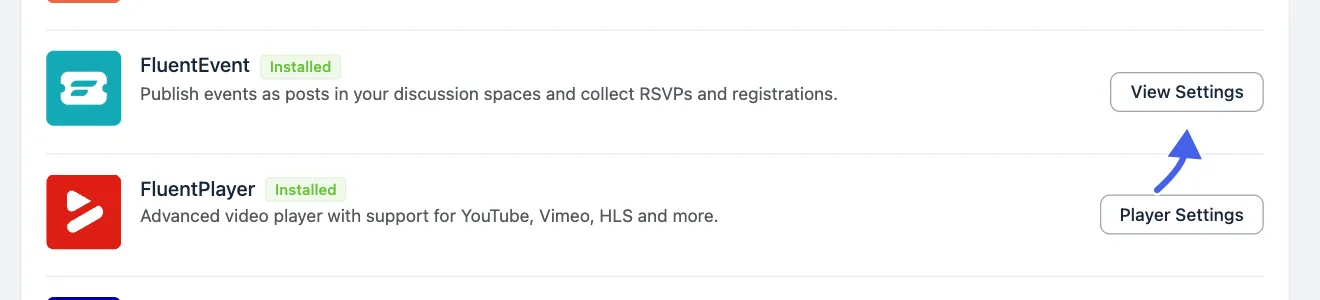 FluentEvent Installed
Publish events as posts in your discussion spaces and collect RSVPs and registrations.
View Settings
FluentPlayer Installed
Advanced video player with support for YouTube, Vimeo, HLS and more.
Player Settings